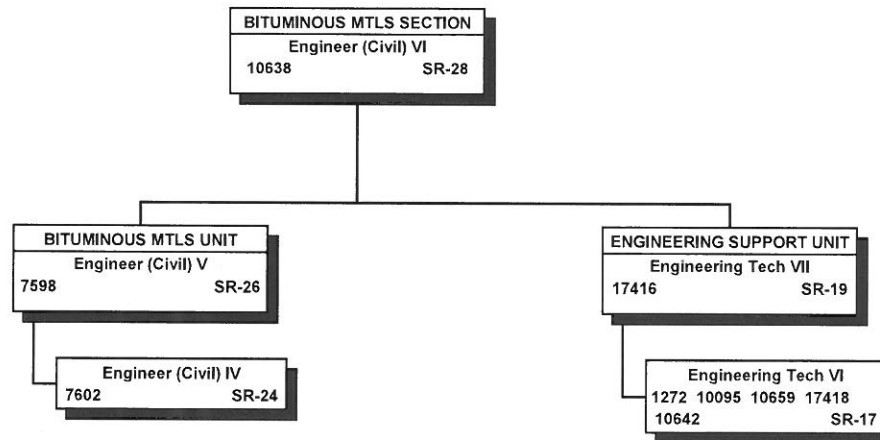 BITUMINOUS MTLS SECTION
Engineer (Civil) VI
10638 SR-28
BITUMINOUS MTLS UNIT
Engineer (Civil) V
7598 SR-26
Engineer (Civil) IV
7602 SR-24
ENGINEERING SUPPORT UNIT
Engineering Tech VII
17416 SR-19
Engineering Tech VI
1272 10095 10659 17418
10642 SR-17